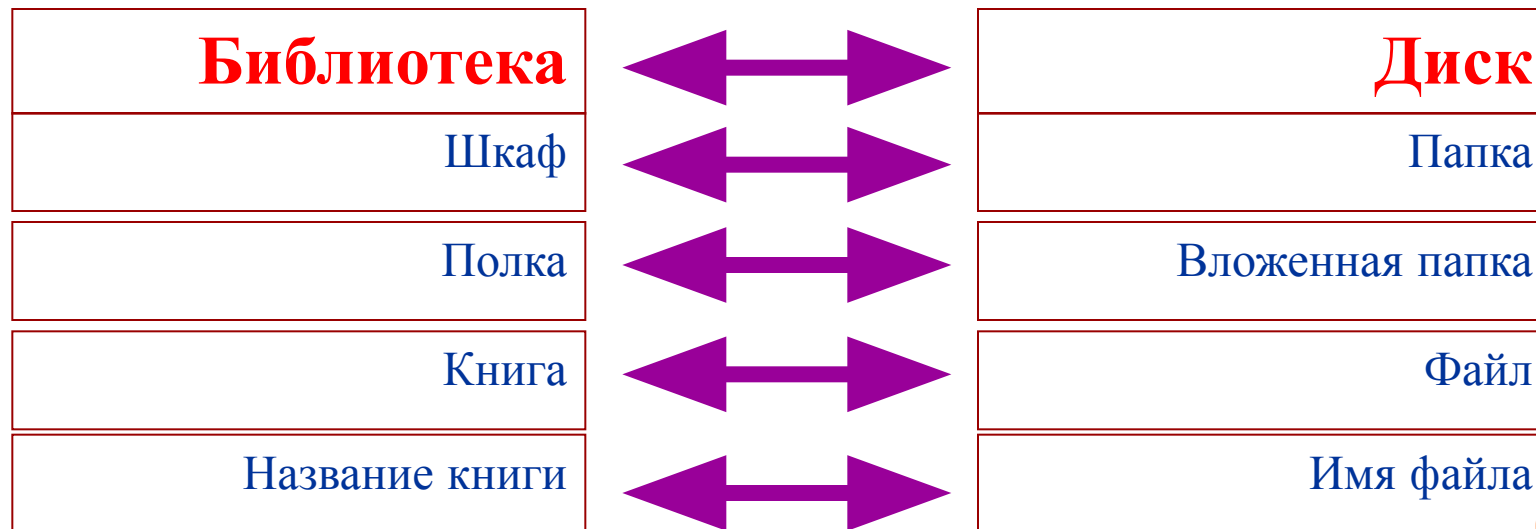 Библиотека
Диск
Шкаф
Папка
Полка
Вложенная папка
Книга
Файл
Название книги
Имя файла